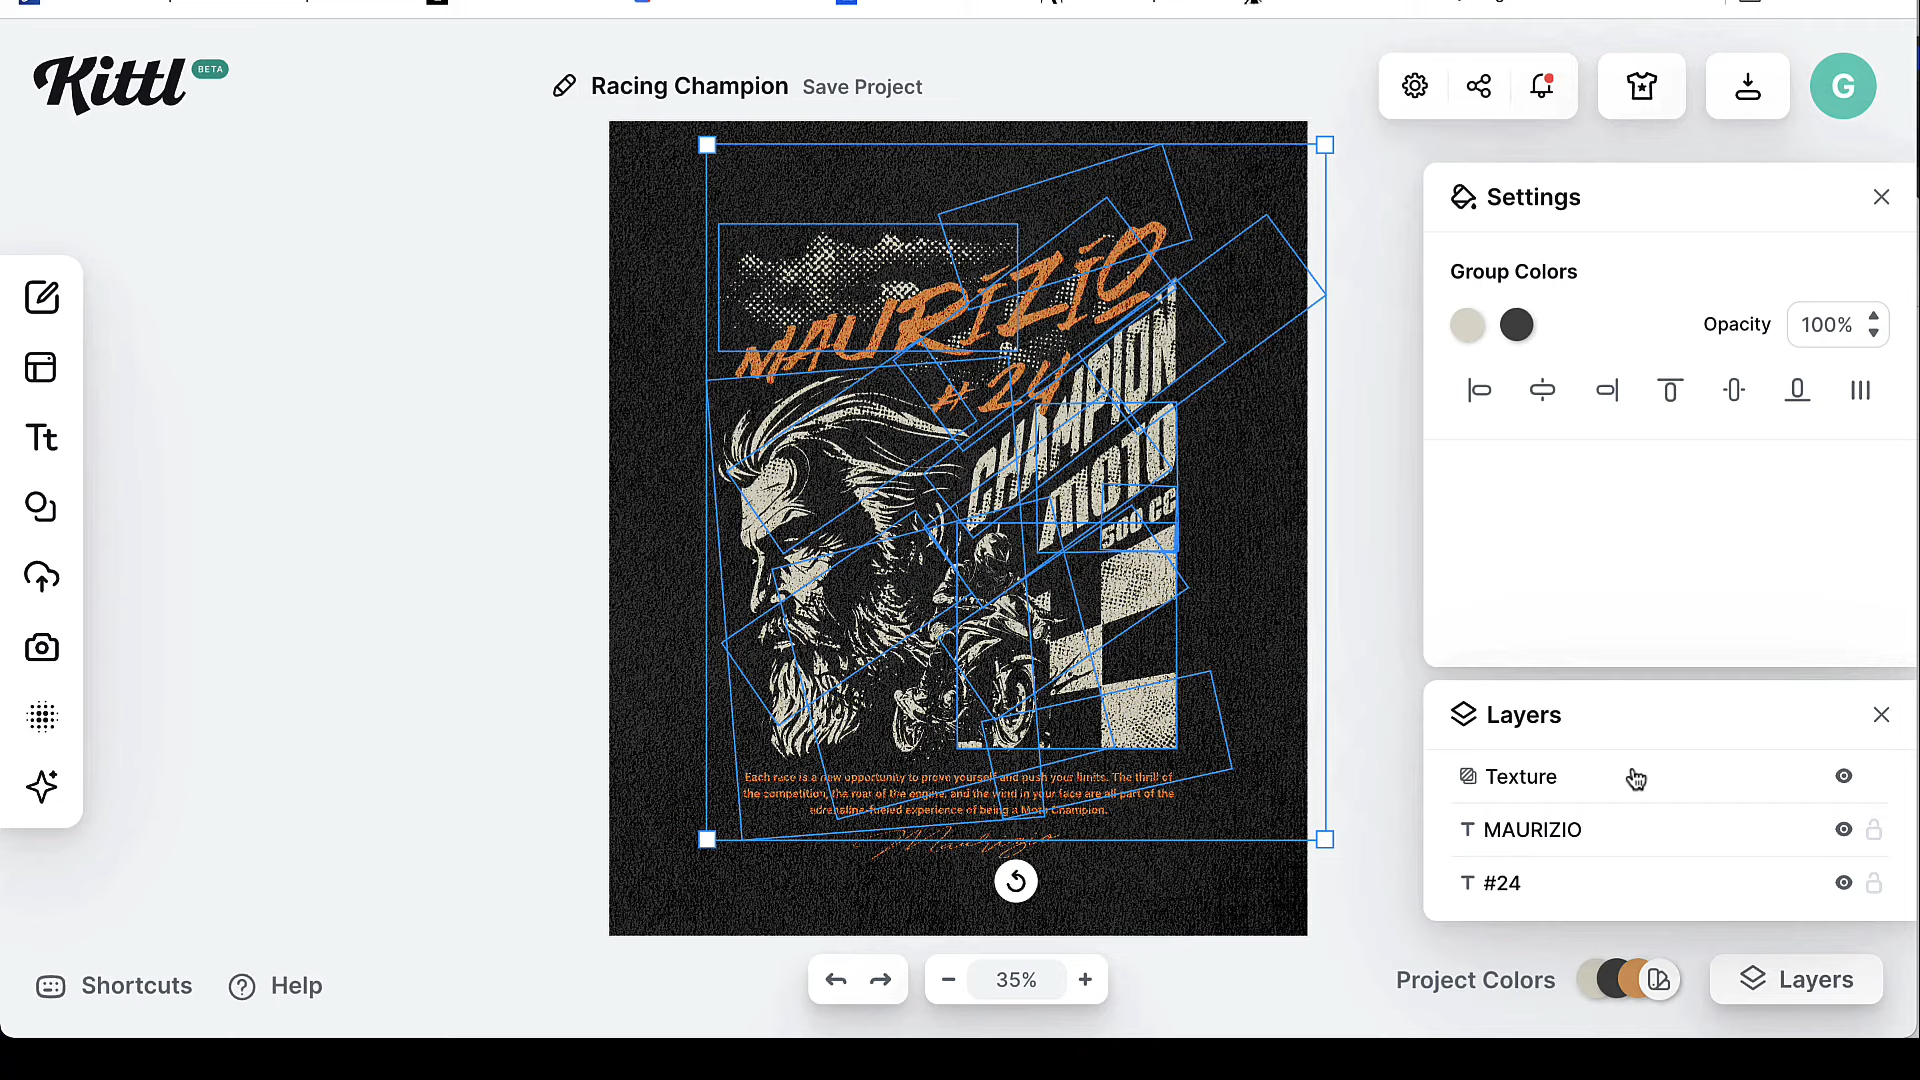 Kittl BETA
Racing Champion Save Project
G
Settings
Group Colors
Opacity 100%
MAURIZIO
#24
CHAMPION
MOTO
500 CC
Each race is a new opportunity to prove yourself and push your limits. The thrill of
the competition, the roar of the engine, and the wind in your face are all part of the
adrenaline-fueled experience of being a Moto Champion.
Maurizio
Layers
Texture
MAURIZIO
#24
Shortcuts
Help
35%
Project Colors
Layers